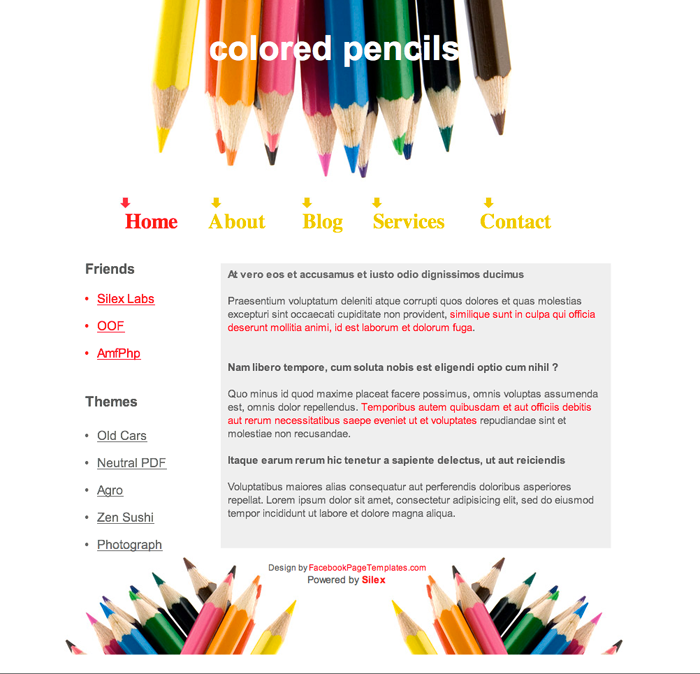 colored pencils
Home About Blog Services Contact
Friends
• Silex Labs
• OOF
• AmfPhp
Themes
• Old Cars
• Neutral PDF
• Agro
• Zen Sushi
• Photograph
At vero eos et accusamus et iusto odio dignissimos ducimus
Praesentium voluptatum deleniti atque corrupti quos dolores et quas molestias
excepturi sint occaecati cupiditate non provident, similique sunt in culpa qui officia
deserunt mollitia animi, id est laborum et dolorum fuga.
Nam libero tempore, cum soluta nobis est eligendi optio cum nihil ?
Quo minus id quod maxime placeat facere possimus, omnis voluptas assumenda
est, omnis dolor repellendus. Temporibus autem quibusdam et aut officiis debitis
aut rerum necessitatibus saepe eveniet ut et voluptates repudiandae sint et
molestiae non recusandae.
Itaque earum rerum hic tenetur a sapiente delectus, ut aut reiciendis
Voluptatibus maiores alias consequatur aut perferendis doloribus asperiores
repellat. Lorem ipsum dolor sit amet, consectetur adipisicing elit, sed do eiusmod
tempor incididunt ut labore et dolore magna aliqua.
Design by FacebookPageTemplates.com
Powered by Silex